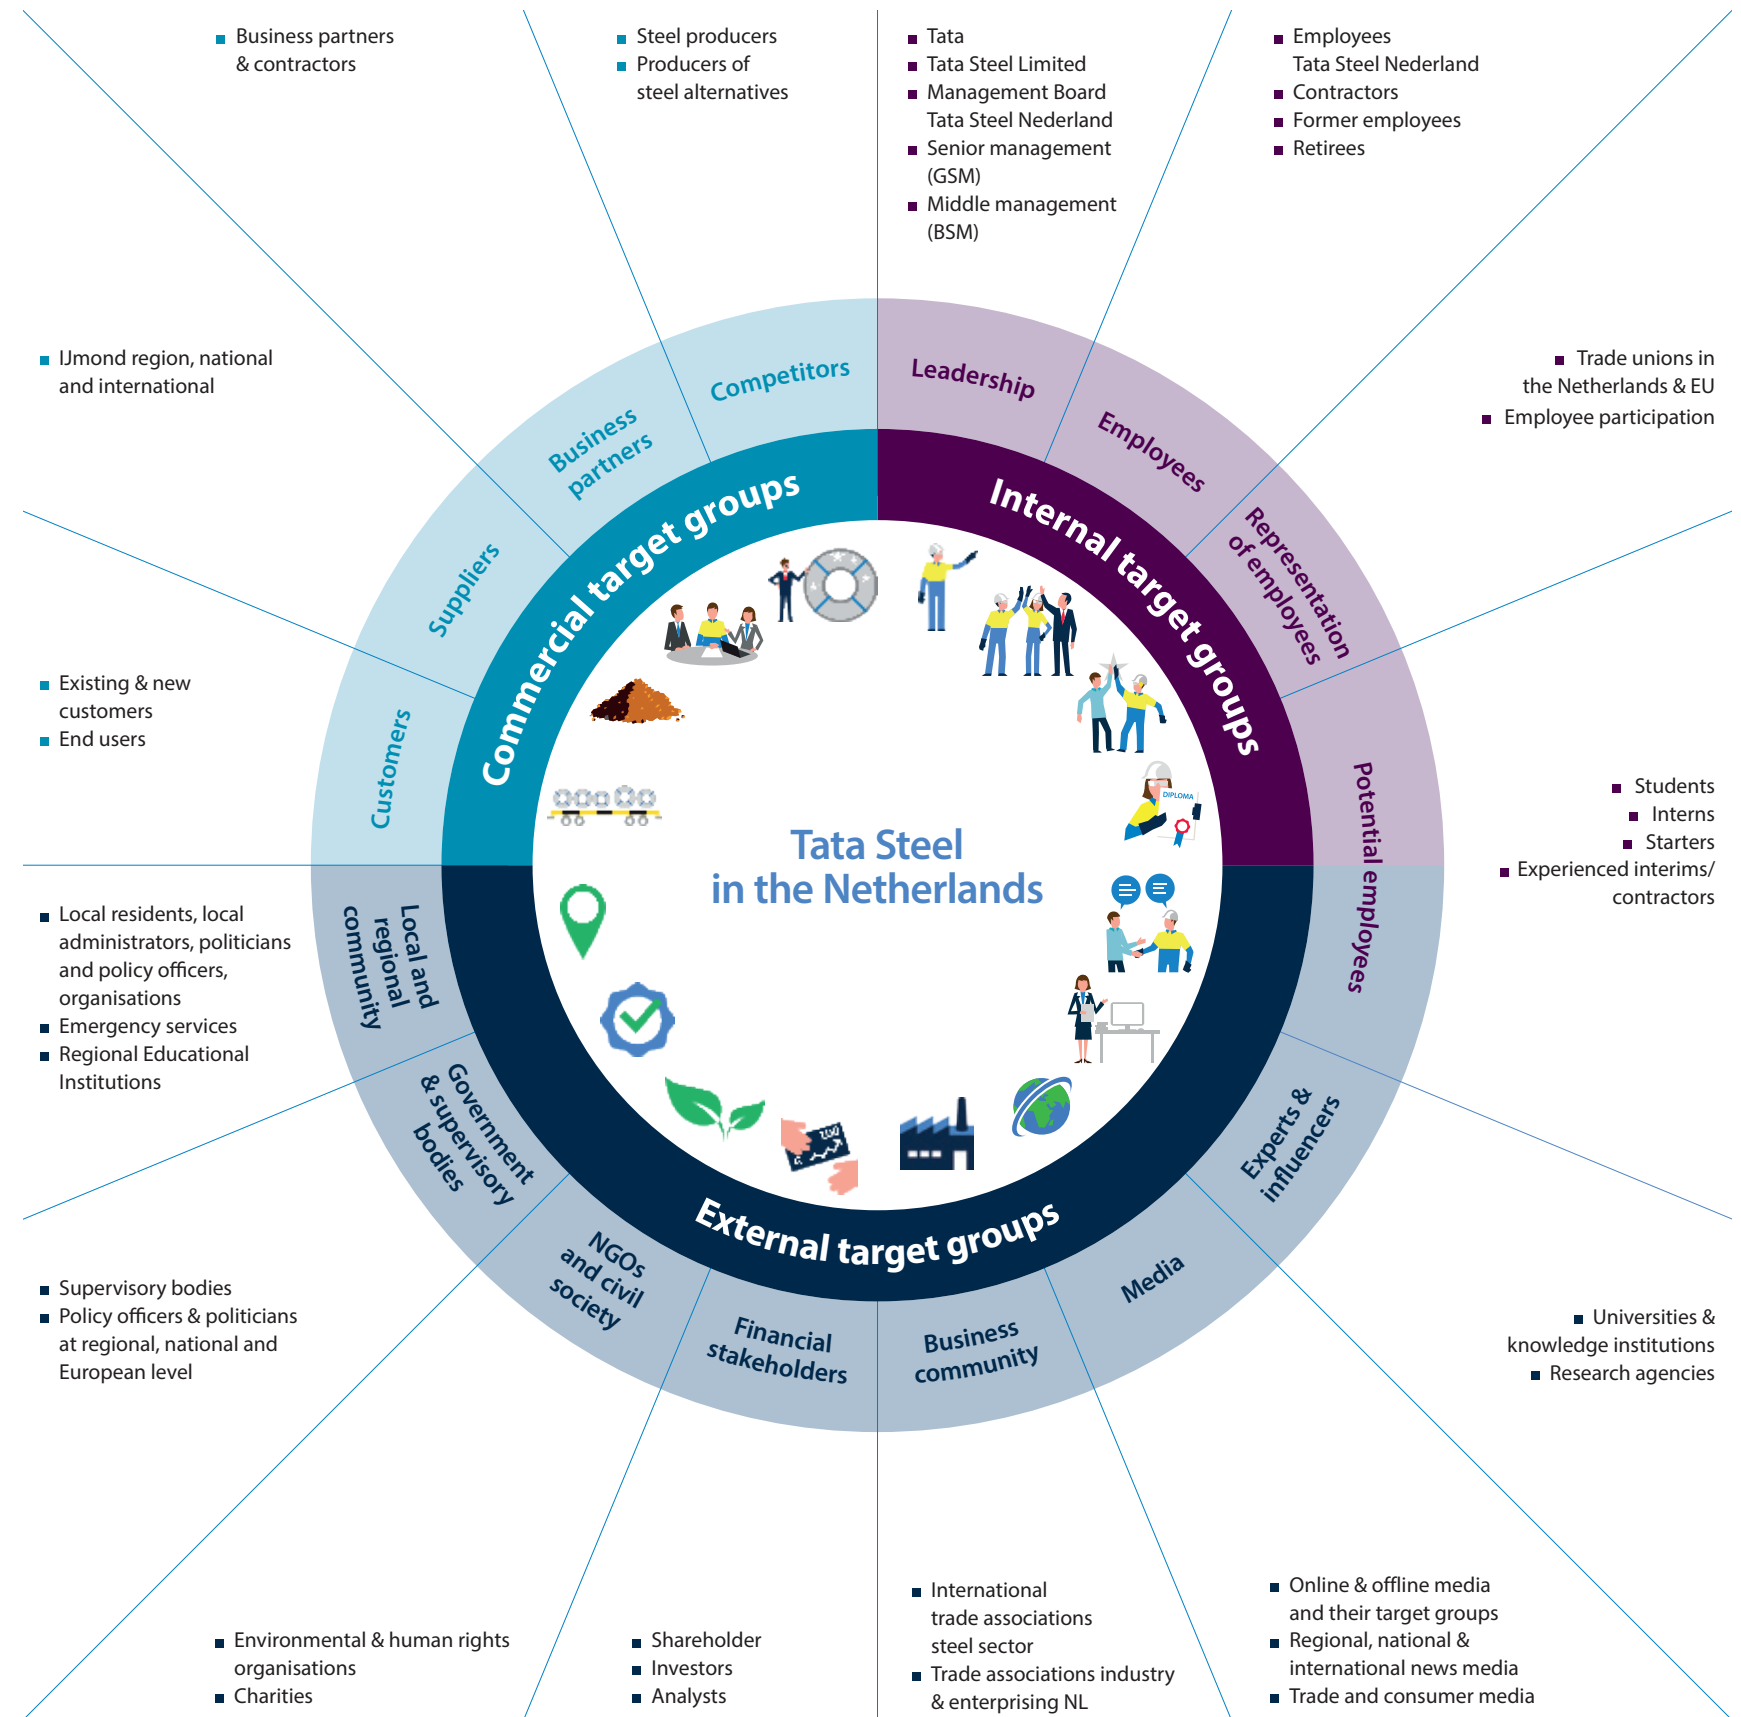 Business partners
& contractors
Steel producers
Producers of
steel alternatives
Tata
Tata Steel Limited
Management Board
Tata Steel Nederland
Senior management
(GSM)
Middle management
(BSM)
Employees
Tata Steel Nederland
Contractors
Former employees
Retirees
IJmond region, national
and international
Trade unions in
the Netherlands & EU
Employee participation
Existing & new
customers
End users
Students
Interns
Starters
Experienced interims/
contractors
Local residents, local
administrators, politicians
and policy officers,
organisations
Emergency services
Regional Educational
Institutions
Supervisory bodies
Policy officers & politicians
at regional, national and
European level
Universities &
knowledge institutions
Research agencies
Environmental & human rights
organisations
Charities
Shareholder
Investors
Analysts
International
trade associations
steel sector
Trade associations industry
& enterprising NL
Online & offline media
and their target groups
Regional, national &
international news media
Trade and consumer media
Competitors
Leadership
Business
partners
Employees
Suppliers
Representation
of employees
Customers
Potential employees
Local and
regional
community
Government
& supervisory
bodies
NGOs
and civil
society
Financial
stakeholders
Business
community
Media
Experts &
influencers
Commercial target groups
Internal target groups
External target groups
DIPLOMA
Tata Steel
in the Netherlands